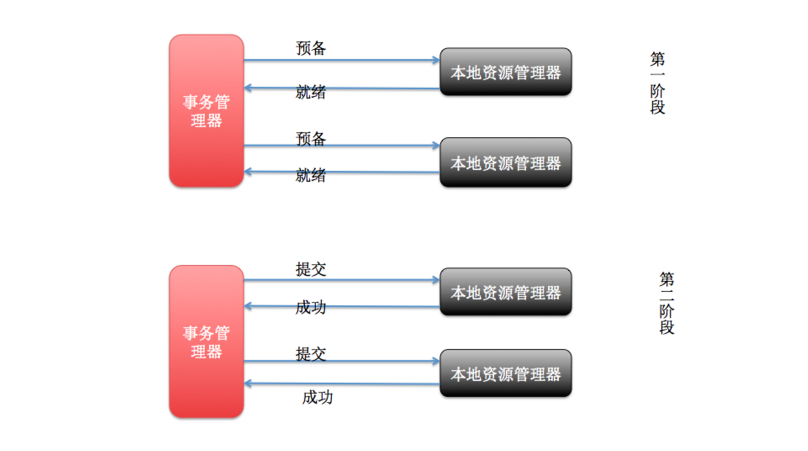 预备
本地资源管理器
就绪
事务管
理器
预备
本地资源管理器
就绪
第一阶段
提交
本地资源管理器
成功
事务管
理器
提交
本地资源管理器
成功
第二阶段